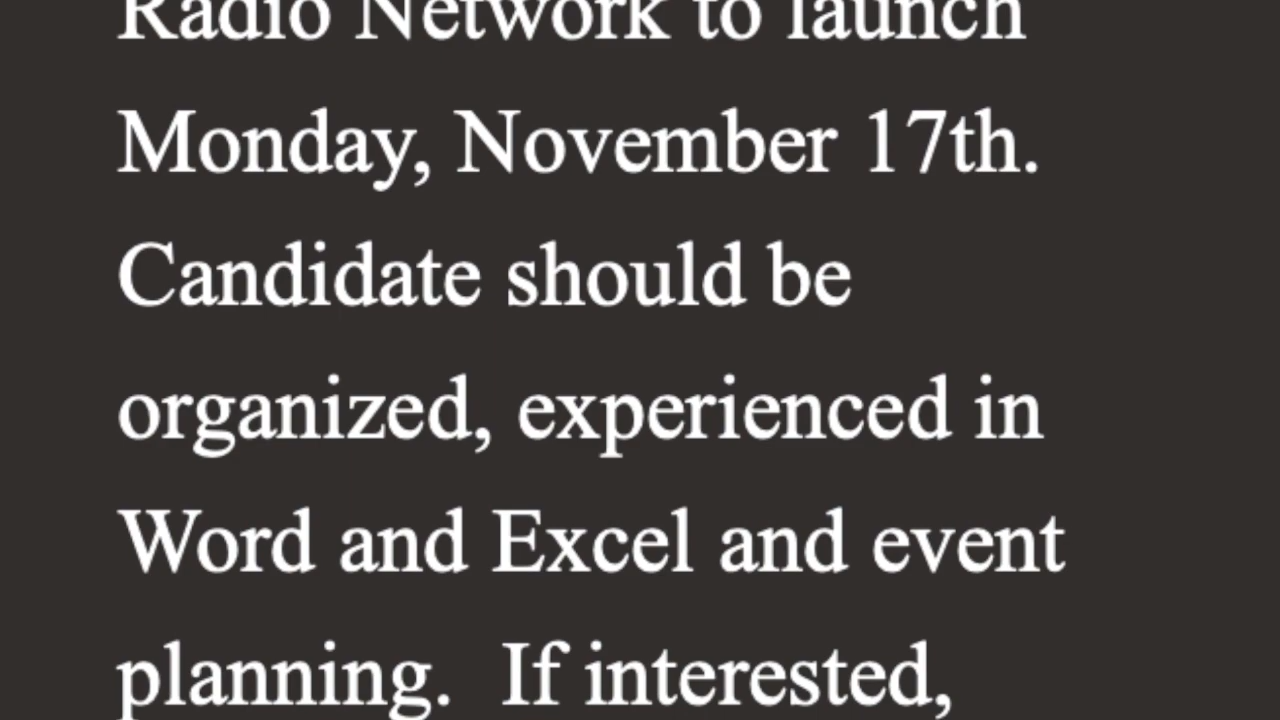 Radio Network to launch
Monday, November 17th.
Candidate should be
organized, experienced in
Word and Excel and event
planning.  If interested,